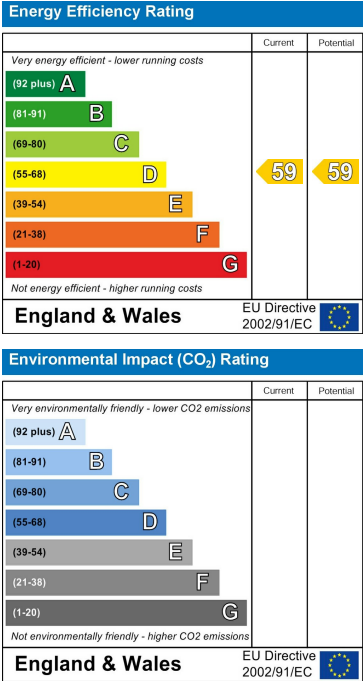 Energy Efficiency Rating
Current Potential
Very energy efficient - lower running costs
(92 plus) A
(81-91) B
(69-80) C
(55-68) D 59 59
(39-54) E
(21-38) F
(1-20) G
Not energy efficient - higher running costs
England & Wales
EU Directive
2002/91/EC
Environmental Impact (CO₂) Rating
Current Potential
Very environmentally friendly - lower CO2 emissions
(92 plus) A
(81-91) B
(69-80) C
(55-68) D
(39-54) E
(21-38) F
(1-20) G
Not environmentally friendly - higher CO2 emissions
England & Wales
EU Directive
2002/91/EC